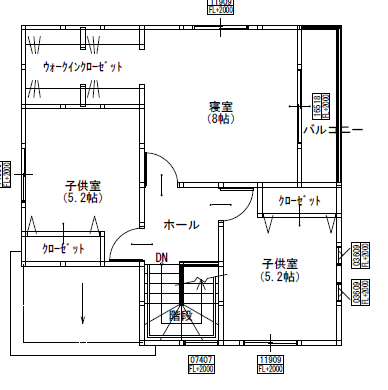 11909
FL+2000
ウォークインクローゼット
寝室
(8帖)
16518
FL+2000
バルコニー
FL+2000
子供室
(5.2帖)
クローゼット
ホール
クローゼット
DN
子供室
(5.2帖)
03609
FL+2000
03609
FL+2000
階段
07407
FL+2000
11909
FL+2000